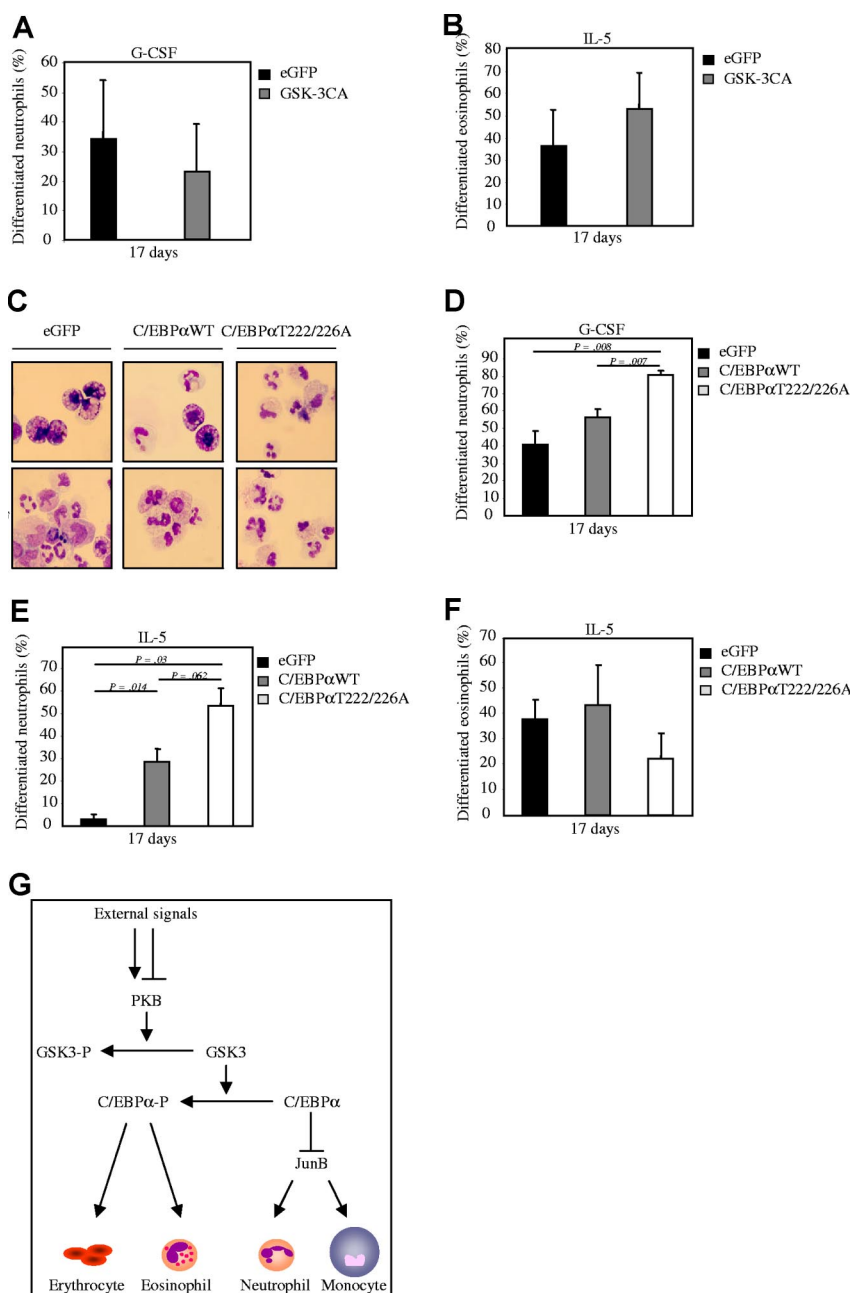 A
G-CSF
Differentiated neutrophils (%)
60
50
40
30
20
10
0
17 days
eGFP
GSK-3CA
B
IL-5
Differentiated eosinophils (%)
80
70
60
50
40
30
20
10
0
17 days
eGFP
GSK-3CA
C
eGFP C/EBPαWT C/EBPαT222/226A
D
G-CSF
Differentiated neutrophils (%)
90
80
70
60
50
40
30
20
10
0
P = .008
P = .007
17 days
eGFP
C/EBPαWT
C/EBPαT222/226A
E
IL-5
Differentiated neutrophils (%)
70
60
50
40
30
20
10
0
P = .03
P = .062
P = .014
17 days
eGFP
C/EBPαWT
C/EBPαT222/226A
F
IL-5
Differentiated eosinophils (%)
70
60
50
40
30
20
10
0
17 days
eGFP
C/EBPαWT
C/EBPαT222/226A
G
External signals
PKB
GSK3-P GSK3
C/EBPα-P C/EBPα
JunB
Erythrocyte Eosinophil Neutrophil Monocyte